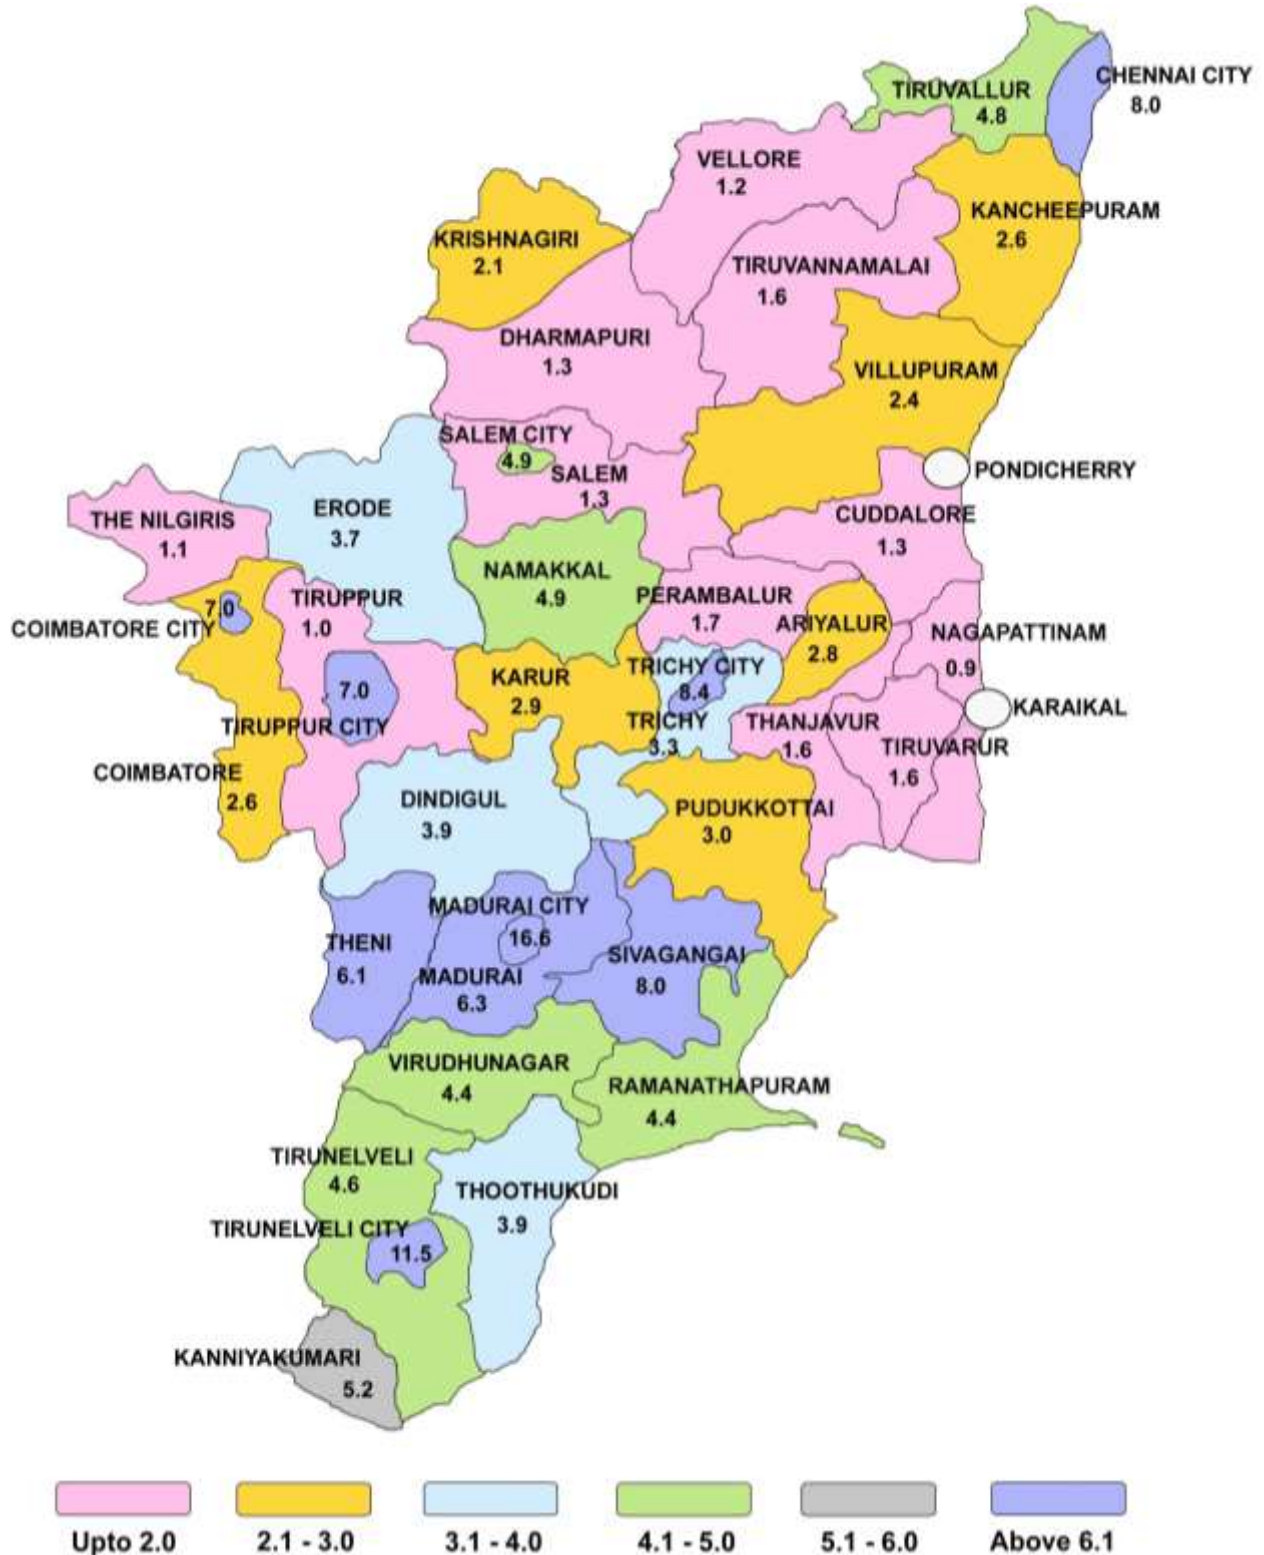 CHENNAI CITY
8.0
TIRUVALLUR
4.8
VELLORE
1.2
KANCHEEPURAM
2.6
KRISHNAGIRI
2.1
TIRUVANNAMALAI
1.6
DHARMAPURI
1.3
VILLUPURAM
2.4
SALEM CITY
4.9
SALEM
1.3
PONDICHERRY
ERODE
3.7
THE NILGIRIS
1.1
CUDDALORE
1.3
NAMAKKAL
4.9
PERAMBALUR
1.7
TIRUPPUR
1.0
7.0
COIMBATORE CITY
ARIYALUR
2.8
NAGAPATTINAM
0.9
KARUR
2.9
TRICHY CITY
8.4
7.0
TIRUPPUR CITY
TRICHY
3.3
THANJAVUR
1.6
KARAIKAL
TIRUVARUR
1.6
COIMBATORE
2.6
DINDIGUL
3.9
PUDUKKOTTAI
3.0
MADURAI CITY
16.6
THENI
6.1
MADURAI
6.3
SIVAGANGAI
8.0
VIRUDHUNAGAR
4.4
RAMANATHAPURAM
4.4
TIRUNELVELI
4.6
THOOTHUKUDI
3.9
TIRUNELVELI CITY
11.5
KANNIYAKUMARI
5.2
Upto 2.0
2.1 - 3.0
3.1 - 4.0
4.1 - 5.0
5.1 - 6.0
Above 6.1